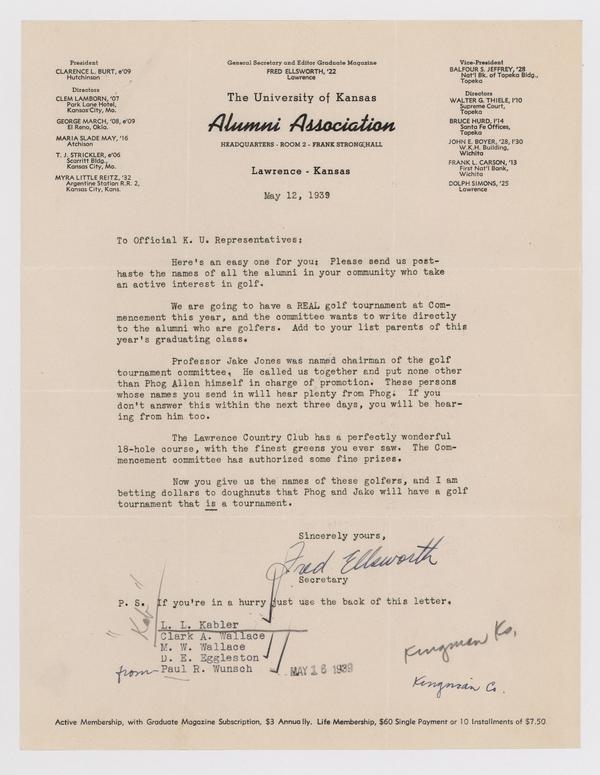 President
CLARENCE L. BURT, e'09
Hutchinson
Directors
CLEM LAMBORN, '07
Park Lane Hotel,
Kansas City, Mo.
GEORGE MARCH, '08, e'09
El Reno, Okla.
MARIA SLADE MAY, '16
Atchison
T. J. STRICKLER, e'06
Scarritt Bldg.,
Kansas City, Mo.
MYRA LITTLE REITZ, '32
Argentine Station R.R. 2,
Kansas City, Kans.
General Secretary and Editor Graduate Magazine
FRED ELLSWORTH, '22
Lawrence
The University of Kansas
Alumni Association
HEADQUARTERS - ROOM 2 - FRANK STRONG HALL
Lawrence - Kansas
Vice-President
BALFOUR S. JEFFREY, '28
Nat'l Bk. of Topeka Bldg.,
Topeka
Directors
WALTER G. THIELE, l'10
Supreme Court,
Topeka
BRUCE HURD, l'14
Santa Fe Offices,
Topeka
JOHN E. BOYER, '28, l'30
W.K.H. Building,
Wichita
FRANK L. CARSON, '13
First Nat'l Bank,
Wichita
DOLPH SIMONS, '25
Lawrence
May 12, 1939
To Official K. U. Representatives:
Here's an easy one for you: Please send us post-
haste the names of all the alumni in your community who take
an active interest in golf.
We are going to have a REAL golf tournament at Com-
mencement this year, and the committee wants to write directly
to the alumni who are golfers. Add to your list parents of this
year's graduating class.
Professor Jake Jones was named chairman of the golf
tournament committee. He called us together and put none other
than Phog Allen himself in charge of promotion. These persons
whose names you send in will hear plenty from Phog. If you
don't answer this within the next three days, you will be hear-
ing from him too.
The Lawrence Country Club has a perfectly wonderful
18-hole course, with the finest greens you ever saw. The Com-
mencement committee has authorized some fine prizes.
Now you give us the names of these golfers, and I am
betting dollars to doughnuts that Phog and Jake will have a golf
tournament that is a tournament.
Sincerely yours,
Fred Ellsworth
Secretary
P. S. If you're in a hurry just use the back of this letter.
L. L. Kabler
Clark A. Wallace
M. W. Wallace
D. E. Eggleston
from Paul R. Wunsch
MAY 16 1939
"Kab"
Kingman Ks.
Kingman Co.
Active Membership, with Graduate Magazine Subscription, $3 Annually. Life Membership, $60 Single Payment or 10 Installments of $7.50